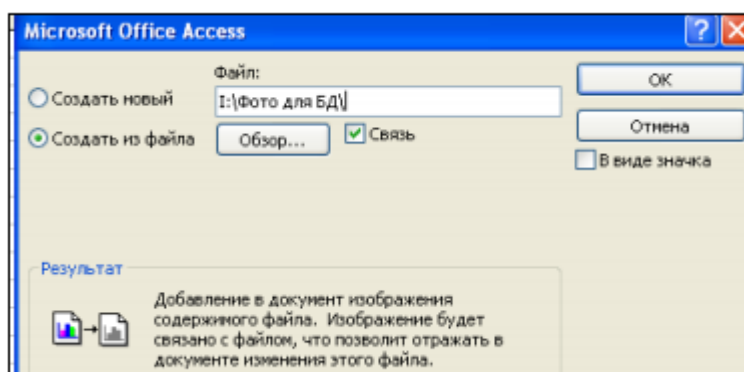 Microsoft Office Access
Файл:
Создать новый
I:\Фото для БД\
OK
Создать из файла
Обзор...
Связь
Отмена
В виде значка
Результат
Добавление в документ изображения
содержимого файла. Изображение будет
связано с файлом, что позволит отражать в
документе изменения этого файла.